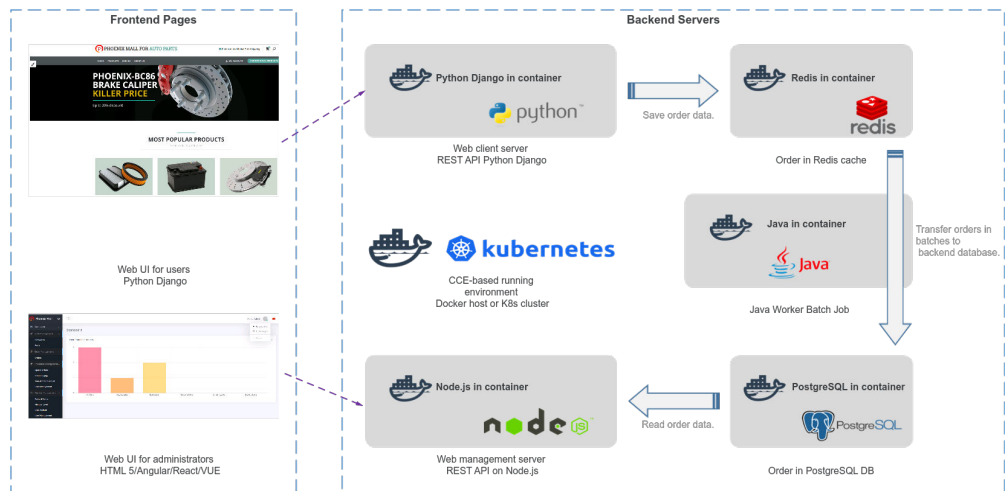 Frontend Pages
PHOENIX MALL FOR AUTO PARTS
PHOENIX-BC86
BRAKE CALIPER
KILLER PRICE
MOST POPULAR PRODUCTS
Web UI for users
Python Django
Web UI for administrators
HTML 5/Angular/React/VUE
Backend Servers
Python Django in container
python™
Web client server
REST API Python Django
Save order data.
Redis in container
redis
Order in Redis cache
kubernetes
CCE-based running
environment
Docker host or K8s cluster
Java in container
Java
Java Worker Batch Job
Transfer orders in
batches to
backend database.
Node.js in container
node JS
Web management server
REST API on Node.js
Read order data.
PostgreSQL in container
PostgreSQL
Order in PostgreSQL DB